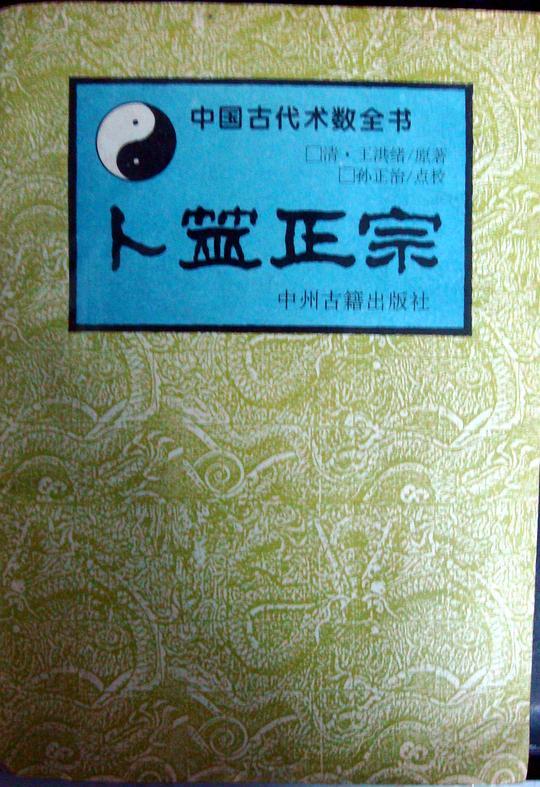 中国古代术数全书
□清·王洪绪/原著
□孙正治/点校
卜筮正宗
中州古籍出版社